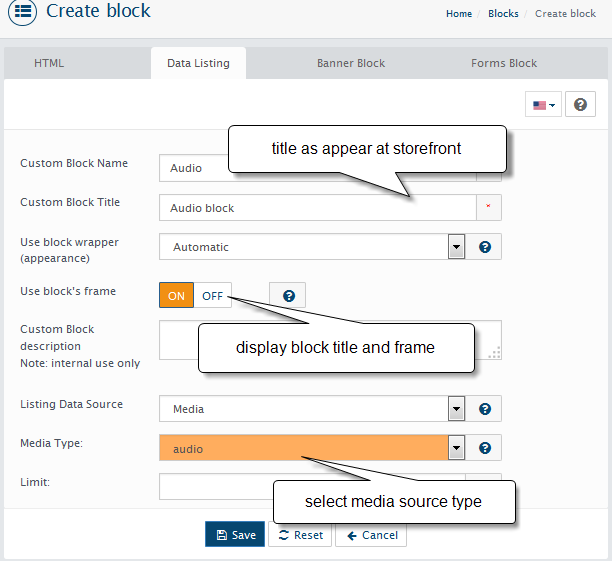 Create block
Home / Blocks / Create block
HTML
Data Listing
Banner Block
Forms Block
?
title as appear at storefront
Custom Block Name
Audio
Custom Block Title
Audio block
*
Use block wrapper
(appearance)
Automatic
?
Use block's frame
ON
OFF
?
display block title and frame
Custom Block
description
Note: internal use only
Listing Data Source
Media
?
Media Type:
audio
?
Limit:
select media source type
Save
Reset
Cancel